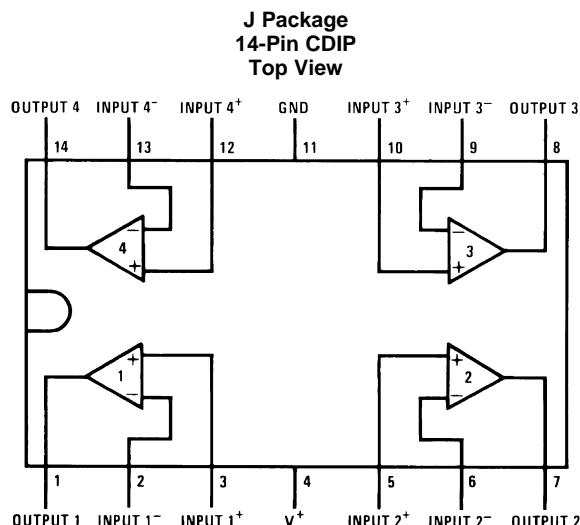 J Package
14-Pin CDIP
Top View
OUTPUT 4 INPUT 4⁻ INPUT 4⁺ GND INPUT 3⁺ INPUT 3⁻ OUTPUT 3
14 13 12 11 10 9 8
− −
4 3
+ +
+ +
1 2
− −
1 2 3 4 5 6 7
OUTPUT 1 INPUT 1⁻ INPUT 1⁺ V⁺ INPUT 2⁺ INPUT 2⁻ OUTPUT 2